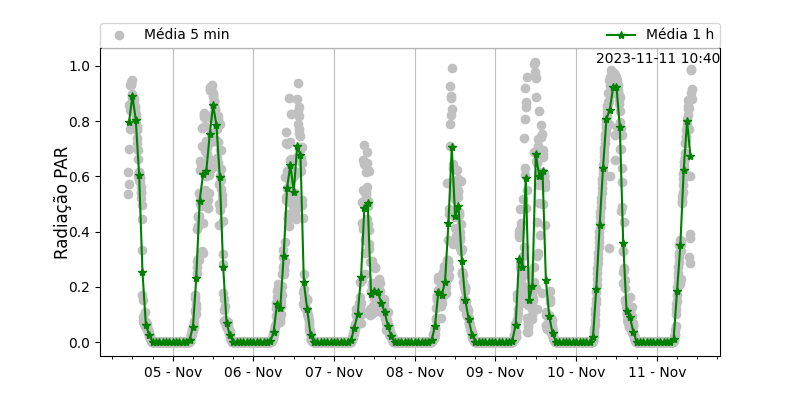 Média 5 min
Média 1 h
2023-11-11 10:40
Radiação PAR
1.0
0.8
0.6
0.4
0.2
0.0
05 - Nov
06 - Nov
07 - Nov
08 - Nov
09 - Nov
10 - Nov
11 - Nov